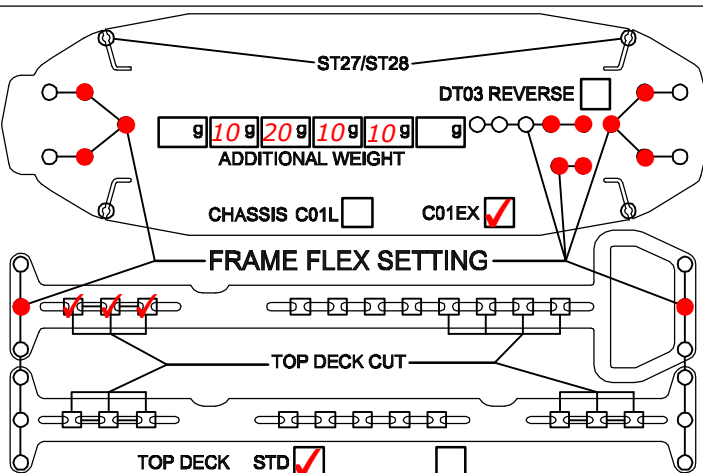 ST27/ST28
DT03 REVERSE
g 10 g 20 g 10 g 10 g g
ADDITIONAL WEIGHT
CHASSIS C01L C01EX ✓
FRAME FLEX SETTING
✓ ✓ ✓
TOP DECK CUT
TOP DECK STD ✓